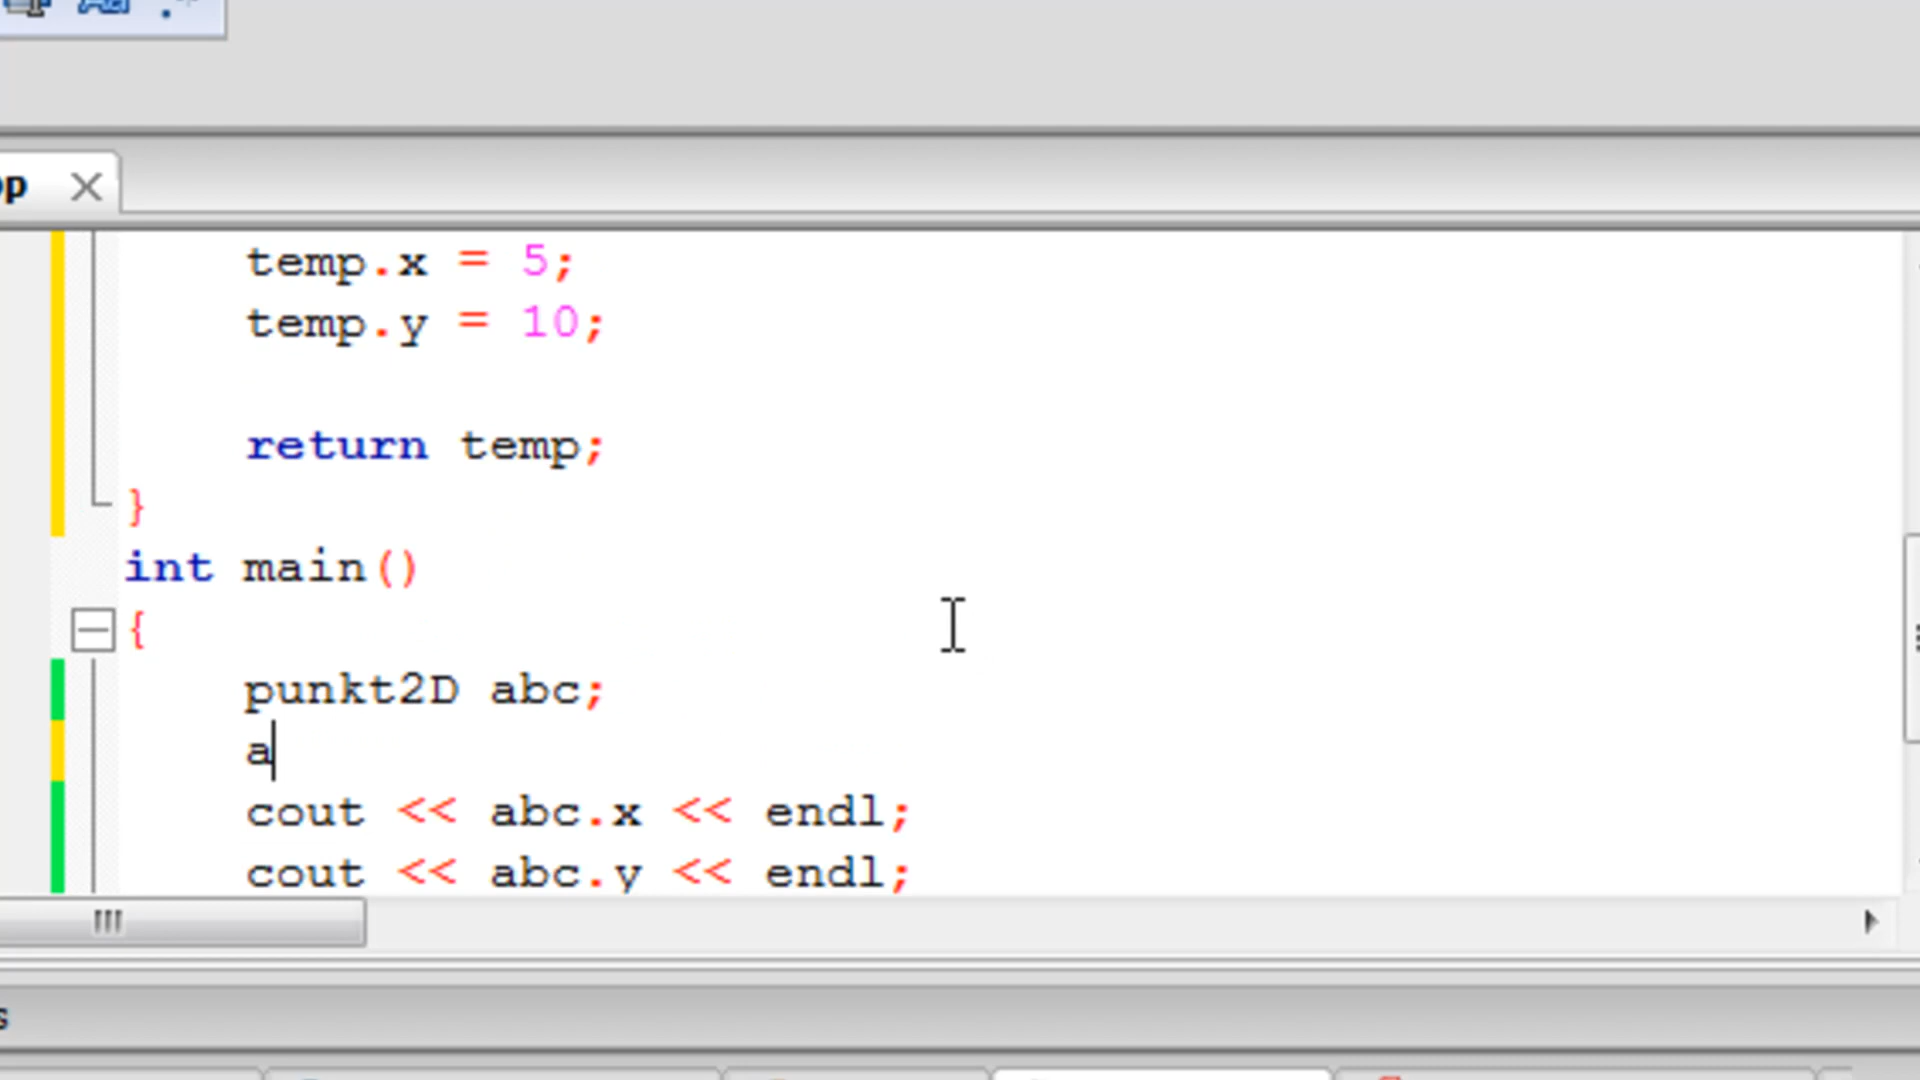 temp.x = 5;
temp.y = 10;
return temp;
}
int main()
{
punkt2D abc;
a
cout << abc.x << endl;
cout << abc.y << endl;